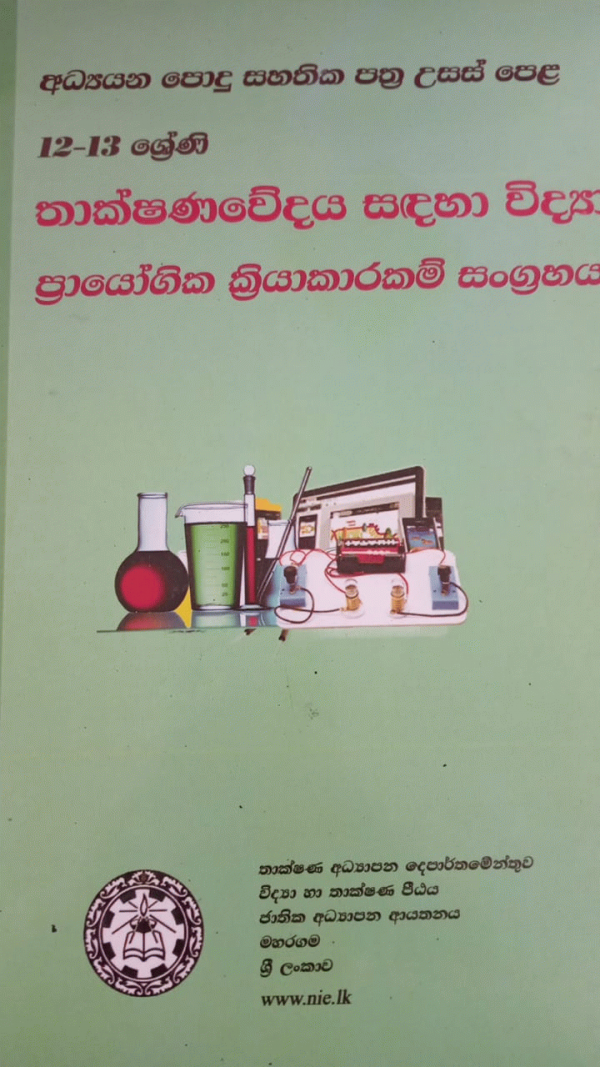 අධ්‍යයන පොදු සහතික පත්‍ර උසස් පෙළ
12-13 ශ්‍රේණි
තාක්ෂණවේදය සඳහා විද්‍යා
ප්‍රායෝගික ක්‍රියාකාරකම් සංග්‍රහය
තාක්ෂණ අධ්‍යාපන දෙපාර්තමේන්තුව
විද්‍යා හා තාක්ෂණ පීඨය
ජාතික අධ්‍යාපන ආයතනය
මහරගම
ශ්‍රී ලංකාව
www.nie.lk